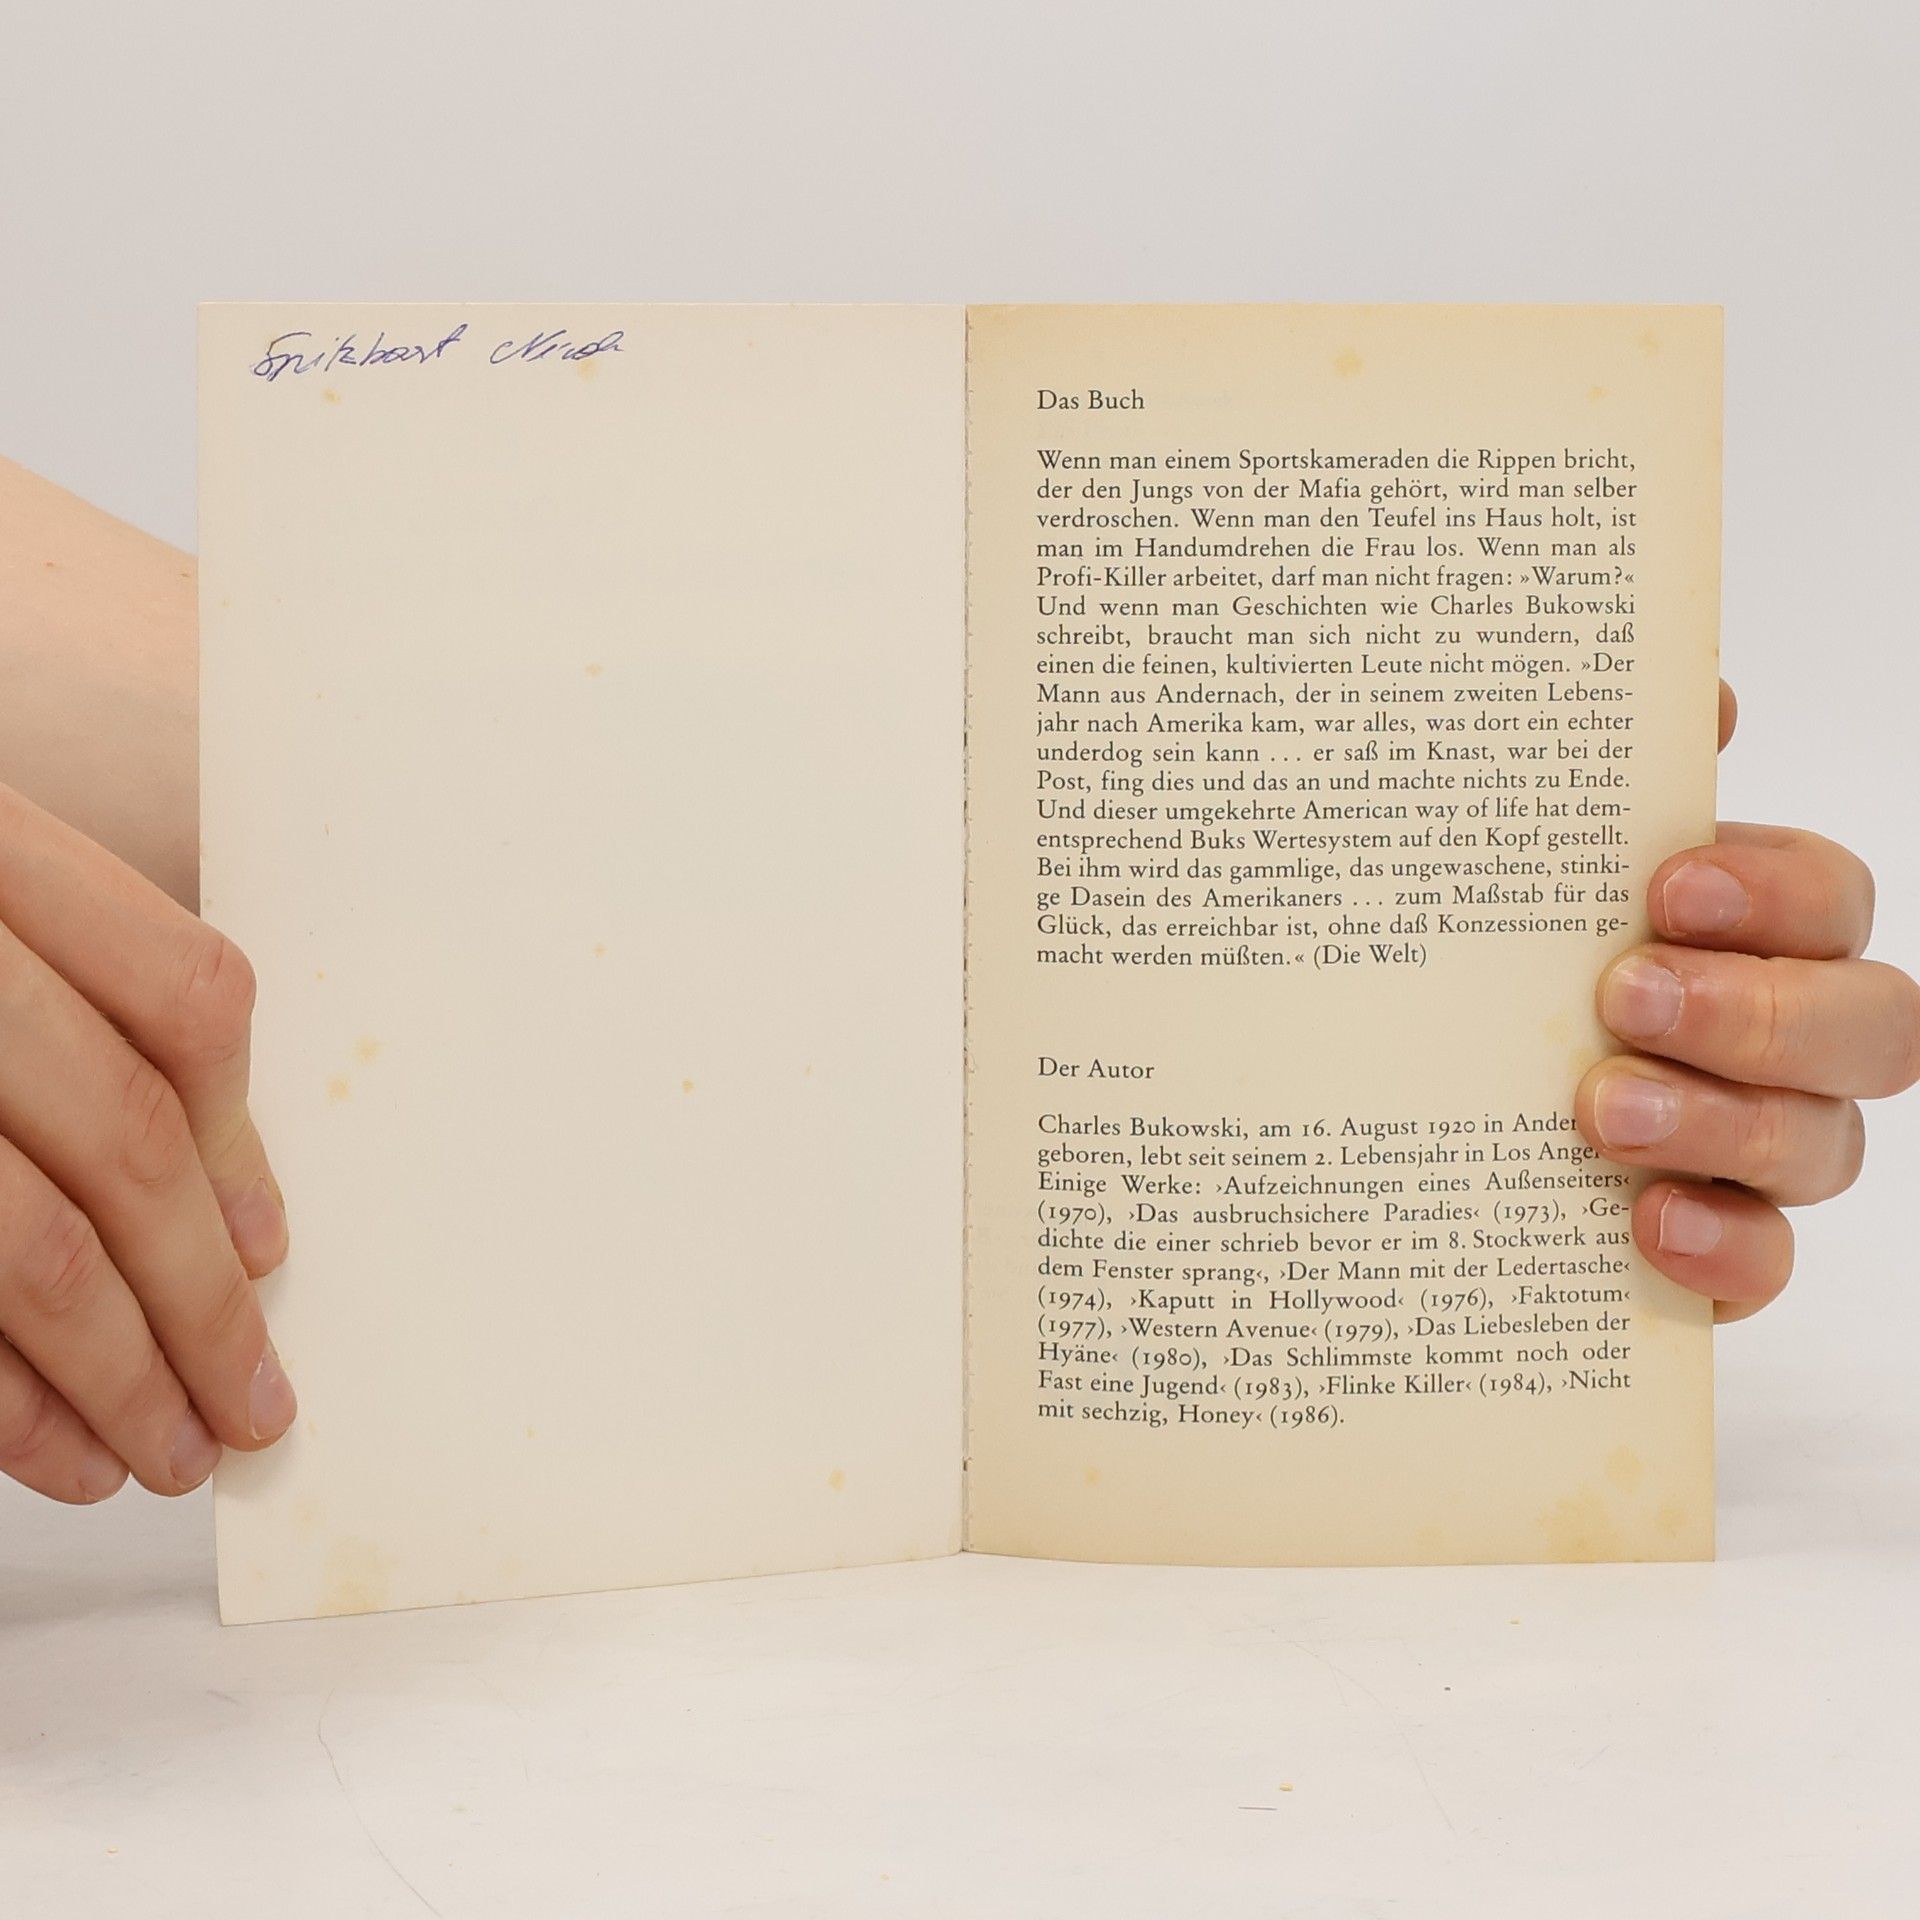 Spitzbart Nicole
Das Buch
Wenn man einem Sportskameraden die Rippen bricht,
der den Jungs von der Mafia gehört, wird man selber
verdroschen. Wenn man den Teufel ins Haus holt, ist
man im Handumdrehen die Frau los. Wenn man als
Profi-Killer arbeitet, darf man nicht fragen: »Warum?«
Und wenn man Geschichten wie Charles Bukowski
schreibt, braucht man sich nicht zu wundern, daß
einen die feinen, kultivierten Leute nicht mögen. »Der
Mann aus Andernach, der in seinem zweiten Lebens-
jahr nach Amerika kam, war alles, was dort ein echter
underdog sein kann ... er saß im Knast, war bei der
Post, fing dies und das an und machte nichts zu Ende.
Und dieser umgekehrte American way of life hat dem-
entsprechend Buks Wertesystem auf den Kopf gestellt.
Bei ihm wird das gammlige, das ungewaschene, stinki-
ge Dasein des Amerikaners ... zum Maßstab für das
Glück, das erreichbar ist, ohne daß Konzessionen ge-
macht werden müßten.« (Die Welt)
Der Autor
Charles Bukowski, am 16. August 1920 in
geboren, lebt seit seinem 2. Lebensjahr in Los
Einige Werke: ›Aufzeichnungen eines Außenseiters‹
(1970), ›Das ausbruchsichere Paradies‹ (1973), ›Ge-
dichte die einer schrieb bevor er im 8. Stockwerk aus
dem Fenster sprang‹, ›Der Mann mit der Ledertasche‹
(1974), ›Kaputt in Hollywood‹ (1976), ›Faktotum‹
(1977), ›Western Avenue‹ (1979), ›Das Liebesleben der
Hyäne‹ (1980), ›Das Schlimmste kommt noch oder
Fast eine Jugend‹ (1983), ›Flinke Killer‹ (1984), ›Nicht
mit sechzig, Honey‹ (1986).